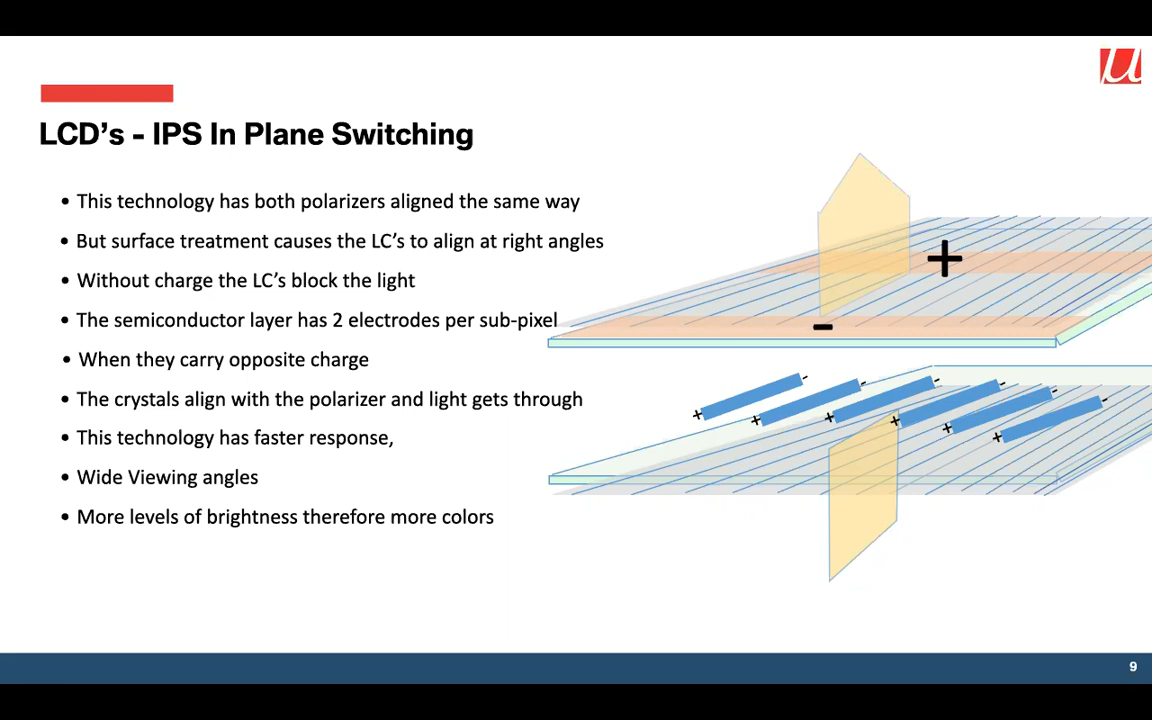 LCD's - IPS In Plane Switching
• This technology has both polarizers aligned the same way
• But surface treatment causes the LC's to align at right angles
• Without charge the LC's block the light
• The semiconductor layer has 2 electrodes per sub-pixel
• When they carry opposite charge
• The crystals align with the polarizer and light gets through
• This technology has faster response,
• Wide Viewing angles
• More levels of brightness therefore more colors
+
-
- - - - - -
+ + + + + +
9